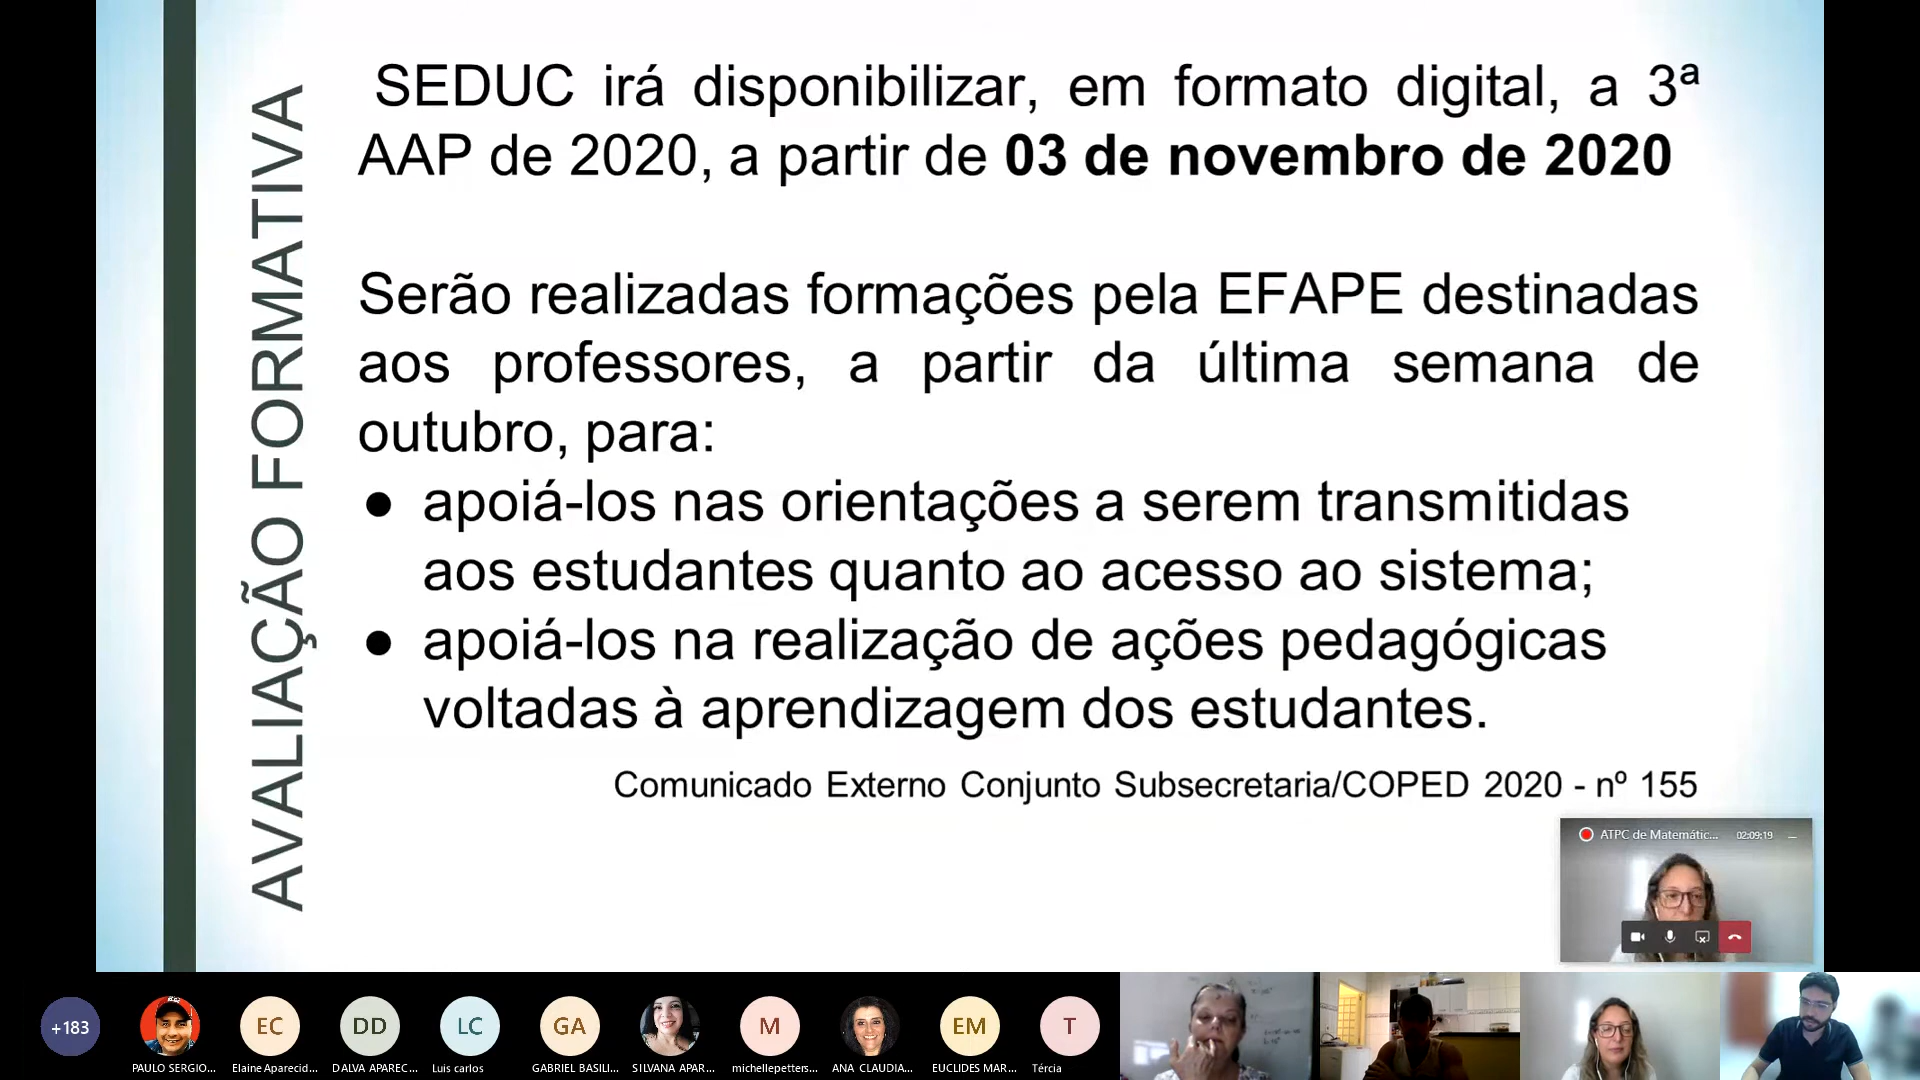 AVALIAÇÃO FORMATIVA
SEDUC irá disponibilizar, em formato digital, a 3ª
AAP de 2020, a partir de 03 de novembro de 2020
Serão realizadas formações pela EFAPE destinadas
aos professores, a partir da última semana de
outubro, para:
● apoiá-los nas orientações a serem transmitidas
aos estudantes quanto ao acesso ao sistema;
● apoiá-los na realização de ações pedagógicas
voltadas à aprendizagem dos estudantes.
Comunicado Externo Conjunto Subsecretaria/COPED 2020 - nº 155
ATPC de Matemátic... 02:09:19
+183
EC
DD
LC
GA
M
EM
T
PAULO SERGIO...
Elaine Aparecid...
DALVA APAREC...
Luis carlos
GABRIEL BASILI...
SILVANA APAR...
michellepetters...
ANA CLAUDIA...
EUCLIDES MAR...
Tércia